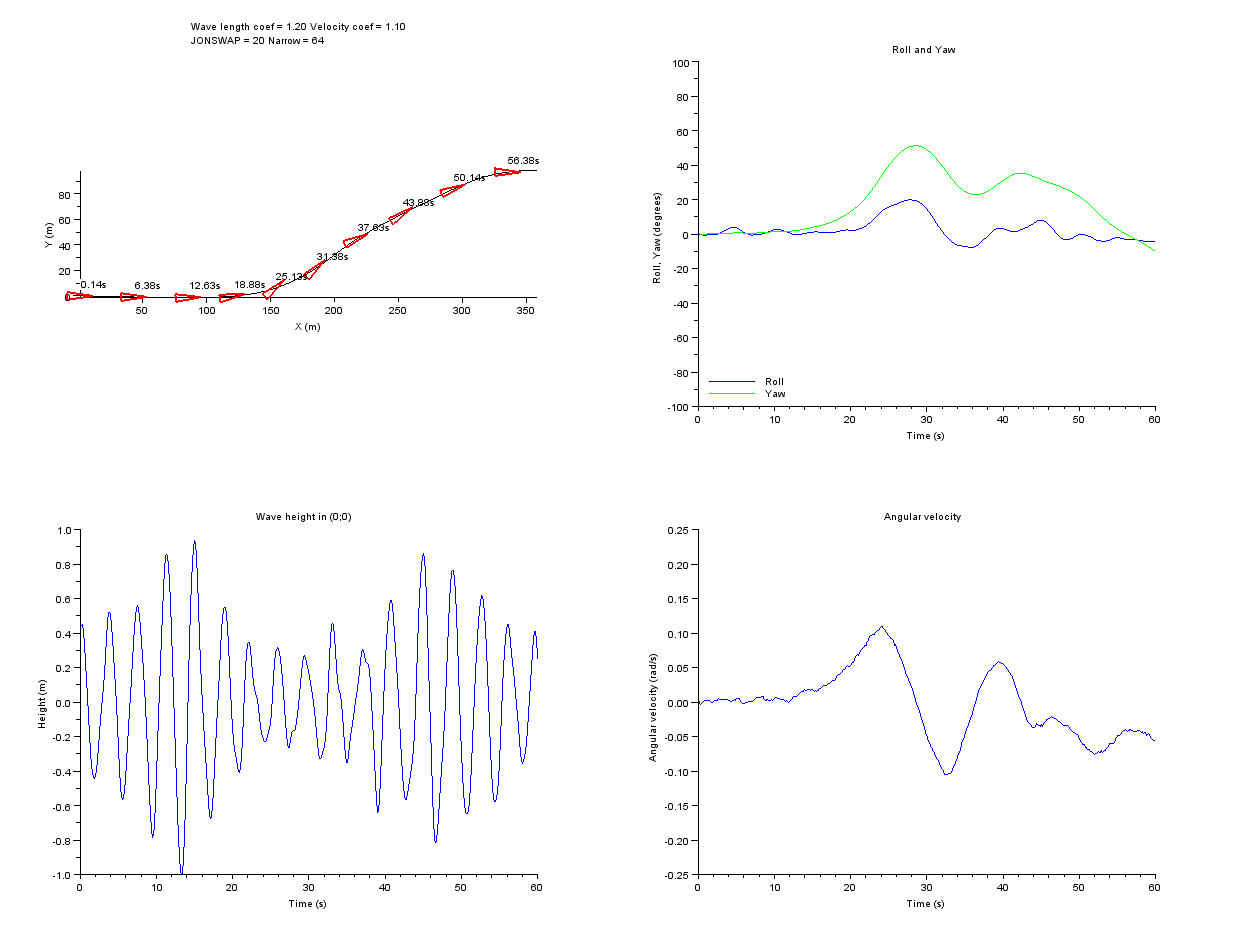 Wave length coef = 1.20 Velocity coef = 1.10
JONSWAP = 20 Narrow = 64
56.38s
50.14s
43.88s
37.63s
31.38s
25.13s
18.88s
12.63s
6.38s
-0.14s
80
60
40
20
Y (m)
50 100 150 200 250 300 350
X (m)
Roll and Yaw
100
80
60
40
20
0
-20
-40
-60
-80
-100
Roll, Yaw (degrees)
Roll
Yaw
0 10 20 30 40 50 60
Time (s)
Wave height in (0;0)
1.0
0.8
0.6
0.4
0.2
0.0
-0.2
-0.4
-0.6
-0.8
-1.0
Height (m)
0 10 20 30 40 50 60
Time (s)
Angular velocity
0.25
0.20
0.15
0.10
0.05
0.00
-0.05
-0.10
-0.15
-0.20
-0.25
Angular velocity (rad/s)
0 10 20 30 40 50 60
Time (s)